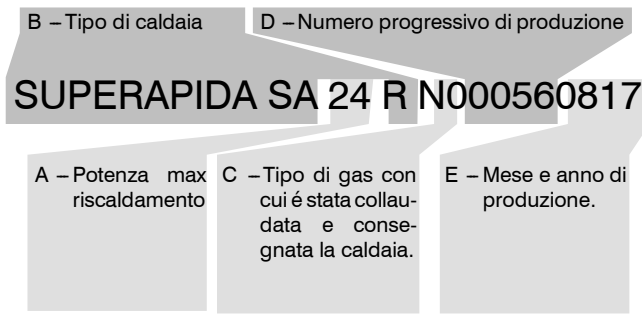 B – Tipo di caldaia
D – Numero progressivo di produzione
SUPERAPIDA SA 24 R N000560817
A – Potenza max
riscaldamento
C – Tipo di gas con
cui é stata collau-
data e conse-
gnata la caldaia.
E – Mese e anno di
produzione.